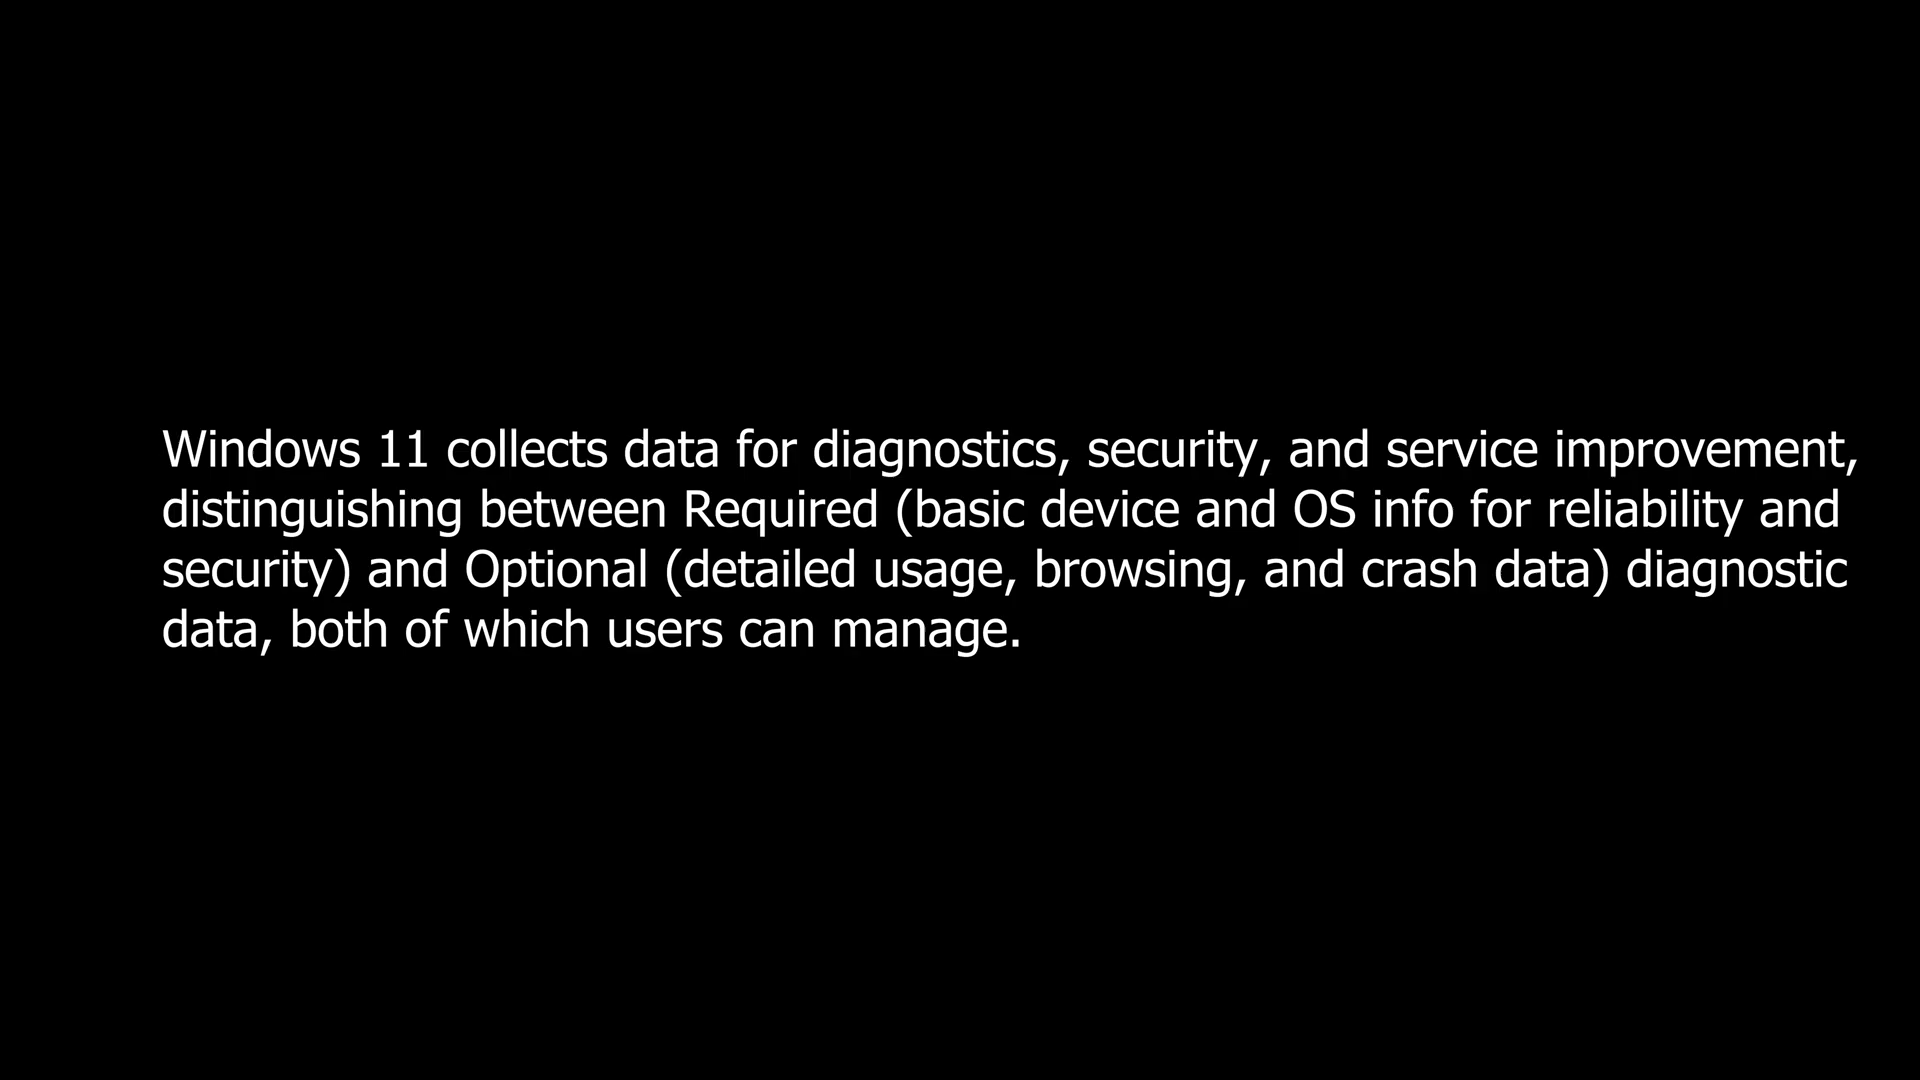 Windows 11 collects data for diagnostics, security, and service improvement,
distinguishing between Required (basic device and OS info for reliability and
security) and Optional (detailed usage, browsing, and crash data) diagnostic
data, both of which users can manage.